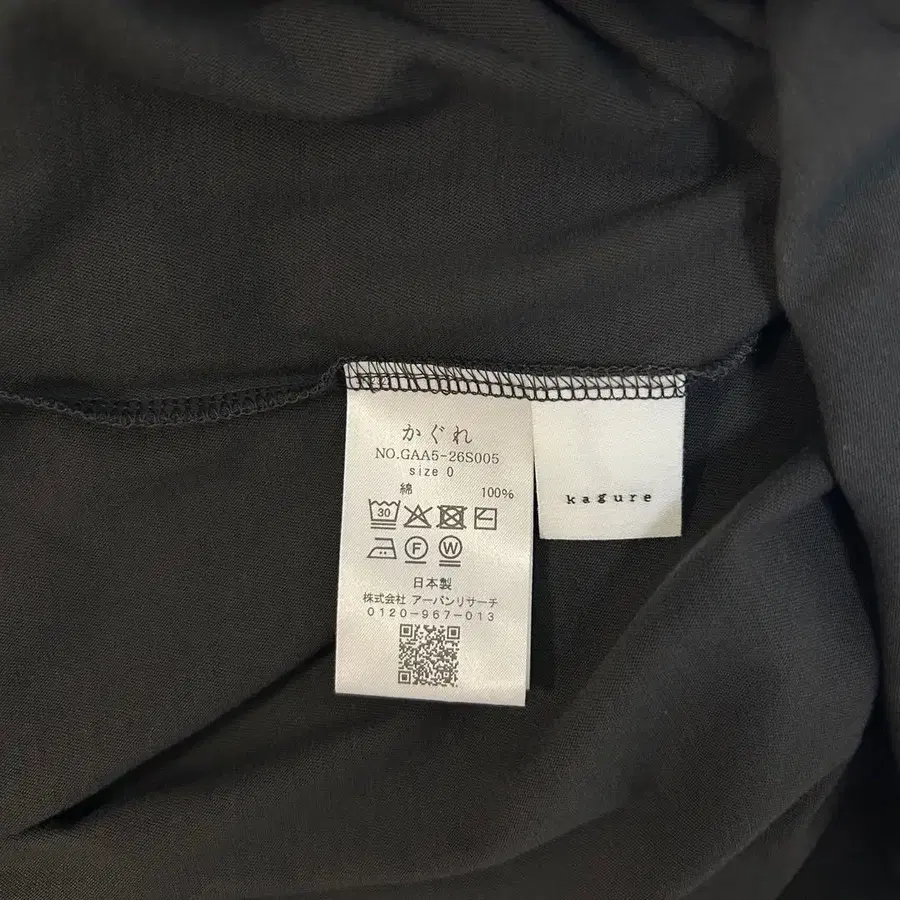 かぐれ
NO.GAA5-26S005
size 0
綿 100%
30
F W
日本製
株式会社 アーバンリサーチ
0120-967-013
kagure